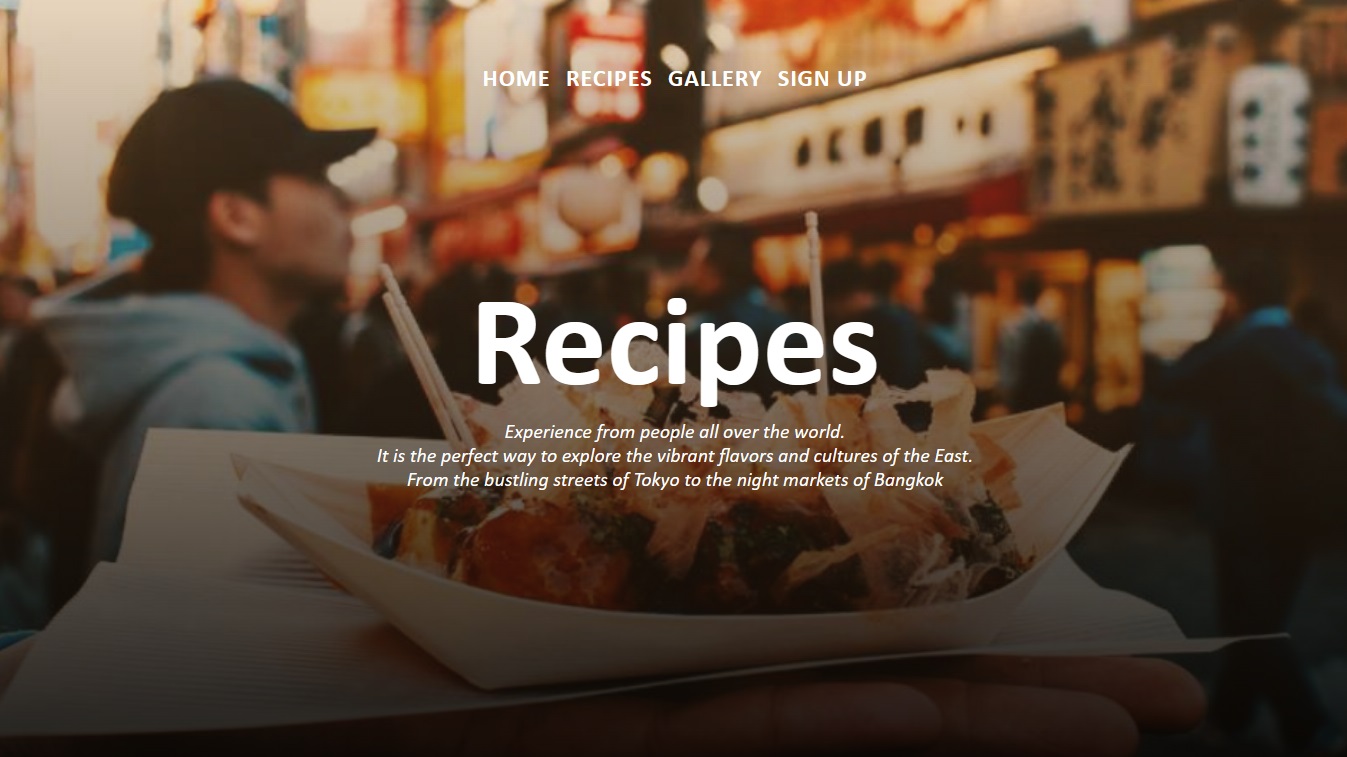 HOME RECIPES GALLERY SIGN UP
Recipes
Experience from people all over the world.
It is the perfect way to explore the vibrant flavors and cultures of the East.
From the bustling streets of Tokyo to the night markets of Bangkok